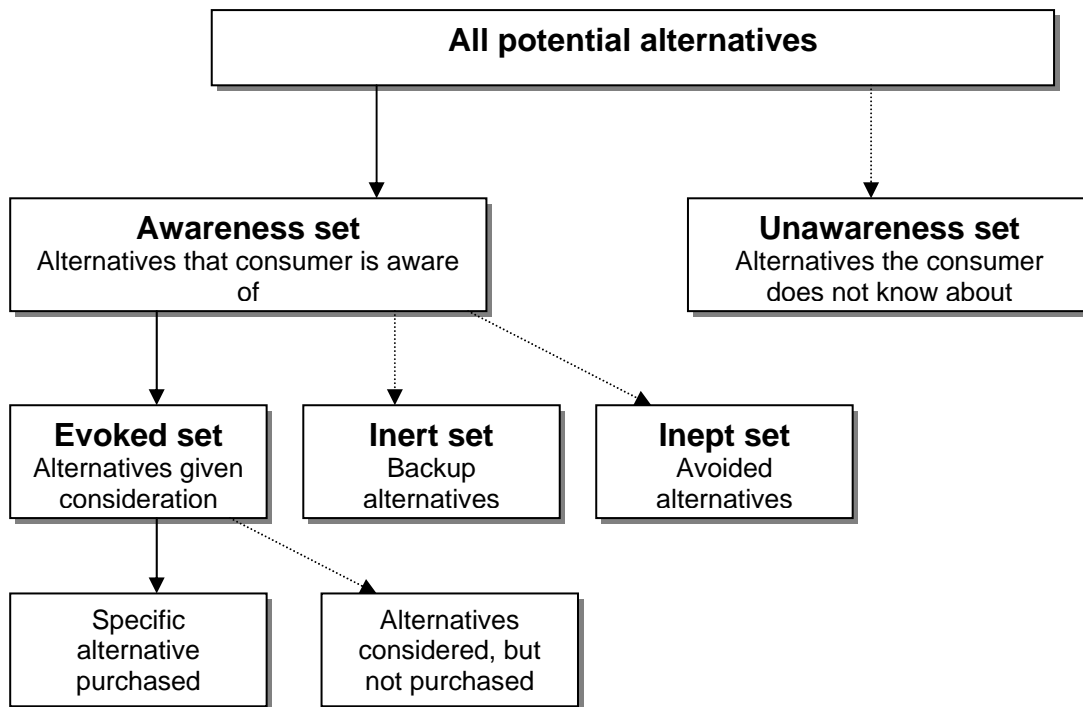 All potential alternatives
Awareness set
Alternatives that consumer is aware
of
Unawareness set
Alternatives the consumer
does not know about
Evoked set
Alternatives given
consideration
Inert set
Backup
alternatives
Inept set
Avoided
alternatives
Specific
alternative
purchased
Alternatives
considered, but
not purchased